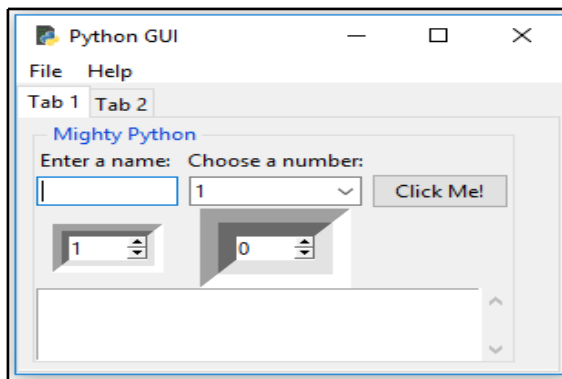 Python GUI
File Help
Tab 1 Tab 2
Mighty Python
Enter a name: Choose a number:
1 Click Me!
1 0